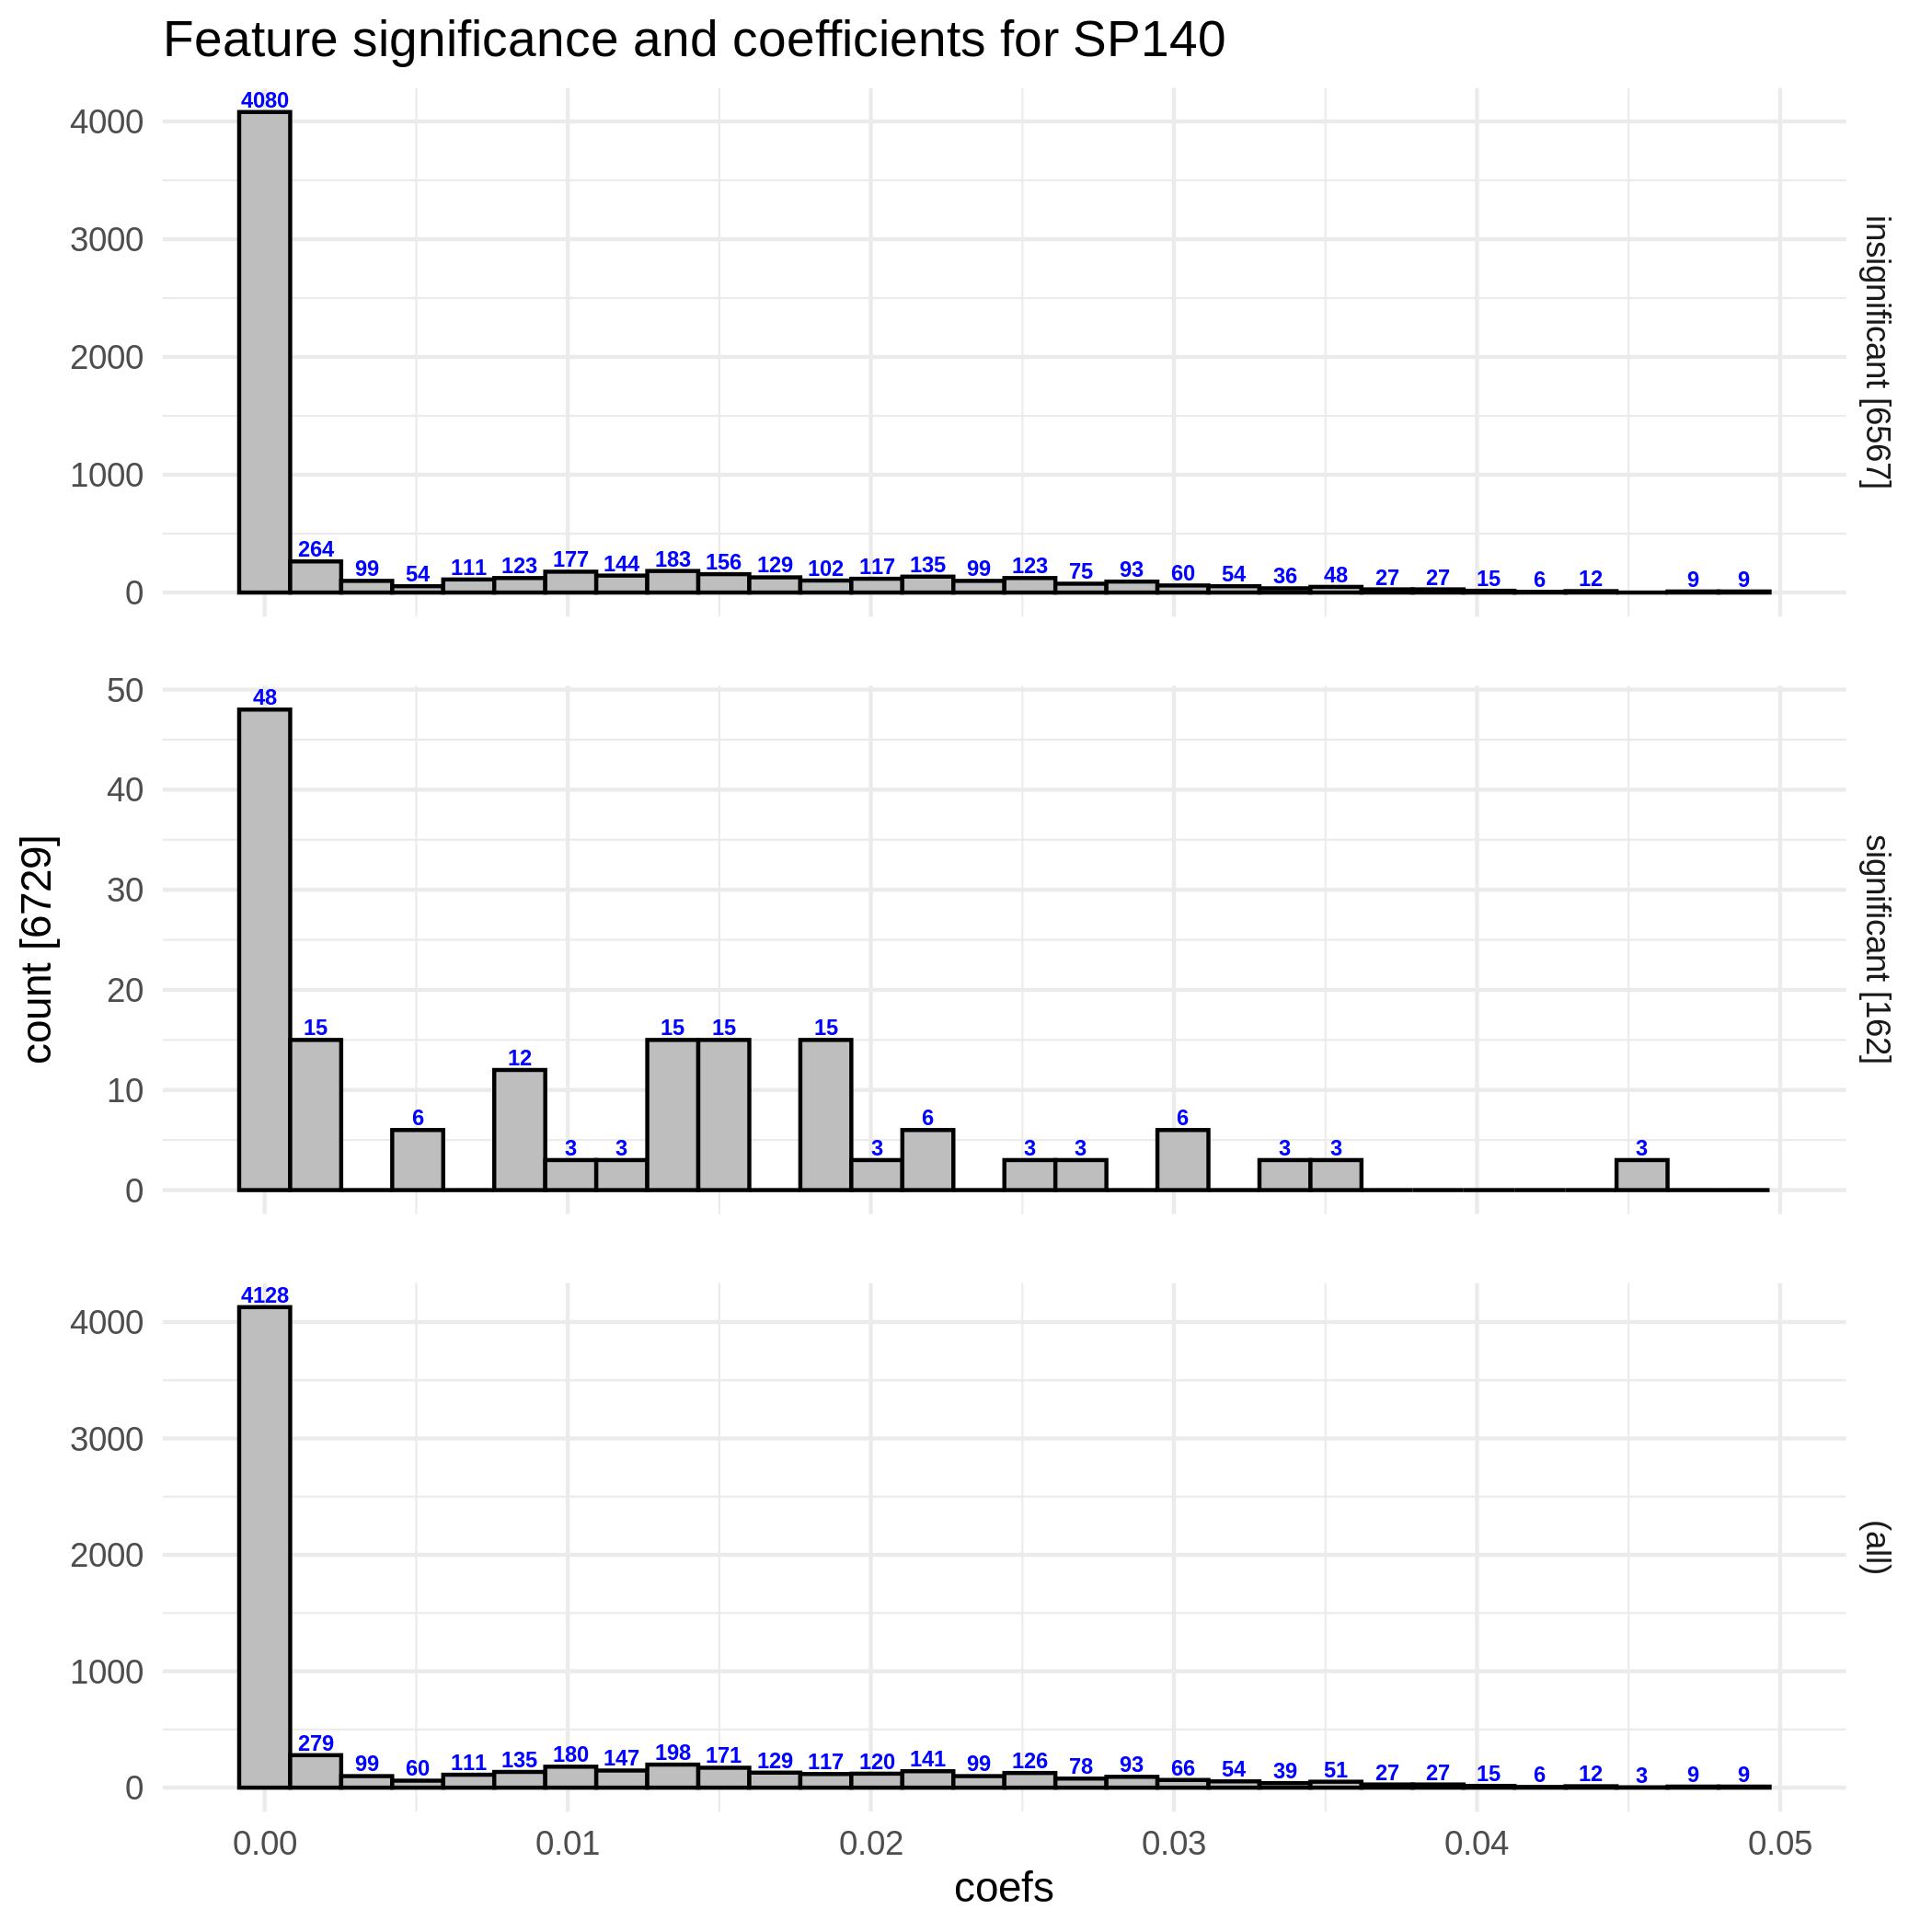 Feature significance and coefficients for SP140
4080
4000
3000
2000
1000
264 99 54 111 123 177 144 183 156 129 102 117 135 99 123 75 93 60 54 36 48 27 27 15 6 12 9 9
0
insignificant [6567]
50
48
40
30
20
15 6 12 3 3 15 15 15 3 6 3 3 6 3 3 3
10
0
significant [162]
count [6729]
4128
4000
3000
2000
1000
279 99 60 111 135 180 147 198 171 129 117 120 141 99 126 78 93 66 54 39 51 27 27 15 6 12 3 9 9
0
(all)
0.00 0.01 0.02 0.03 0.04 0.05
coefs